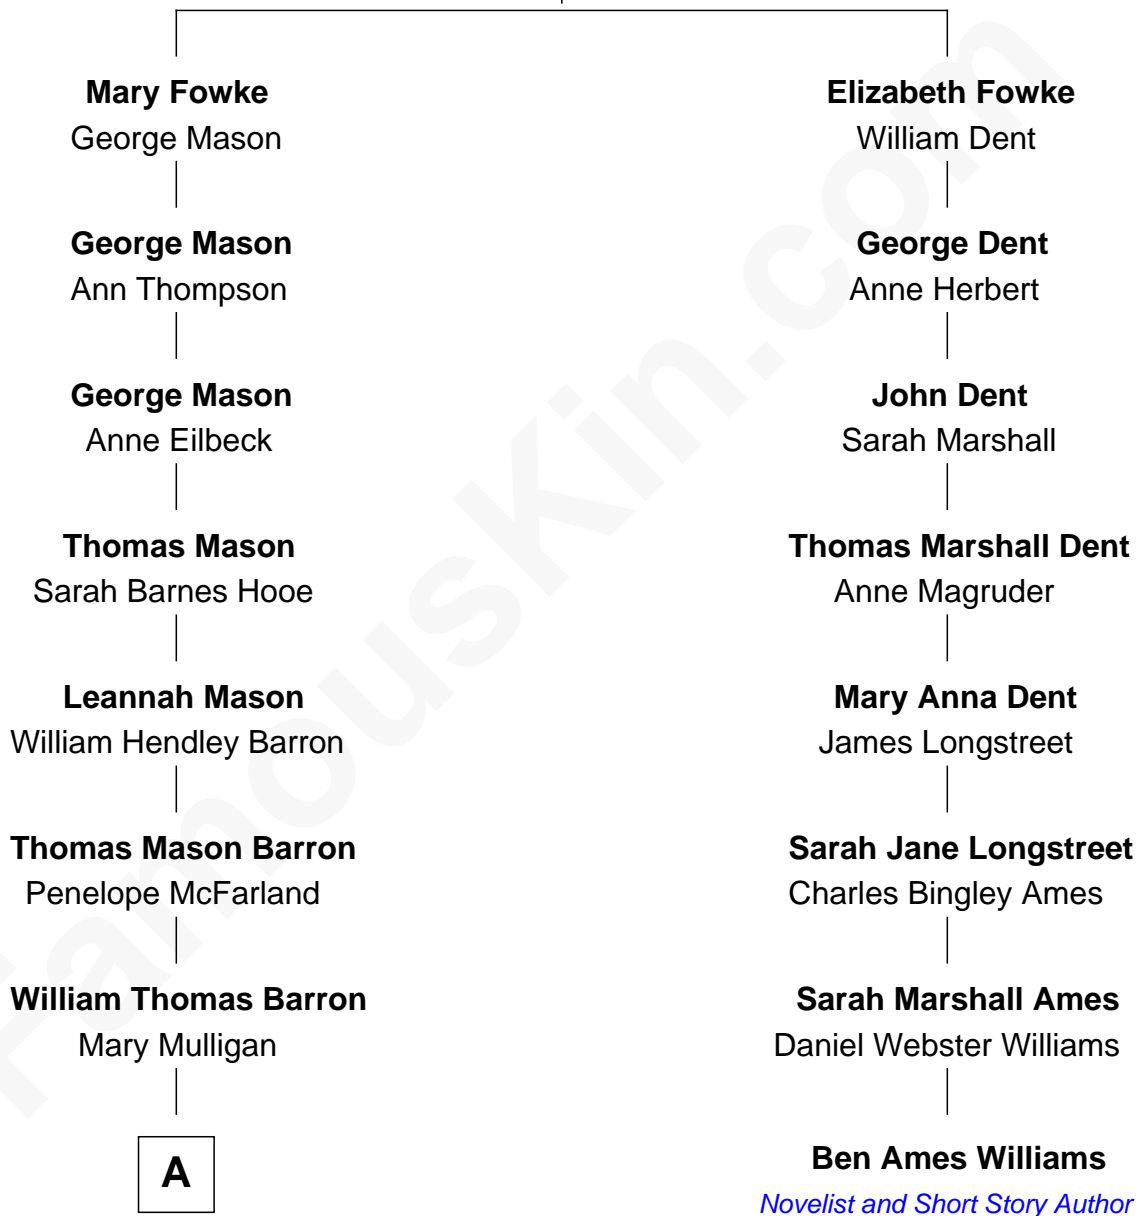 Mary Fowke
George Mason
George Mason
Ann Thompson
George Mason
Anne Eilbeck
Thomas Mason
Sarah Barnes Hooe
Leannah Mason
William Hendley Barron
Thomas Mason Barron
Penelope McFarland
William Thomas Barron
Mary Mulligan
A
Elizabeth Fowke
William Dent
George Dent
Anne Herbert
John Dent
Sarah Marshall
Thomas Marshall Dent
Anne Magruder
Mary Anna Dent
James Longstreet
Sarah Jane Longstreet
Charles Bingley Ames
Sarah Marshall Ames
Daniel Webster Williams
Ben Ames Williams
Novelist and Short Story Author
FamousKin.com